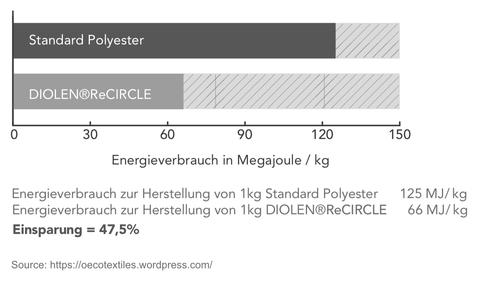 Standard Polyester
DIOLEN®ReCIRCLE
0 30 60 90 120 150
Energieverbrauch in Megajoule / kg
Energieverbrauch zur Herstellung von 1kg Standard Polyester 125 MJ/kg
Energieverbrauch zur Herstellung von 1kg DIOLEN®ReCIRCLE 66 MJ/kg
Einsparung = 47,5%
Source: https://oecotextiles.wordpress.com/